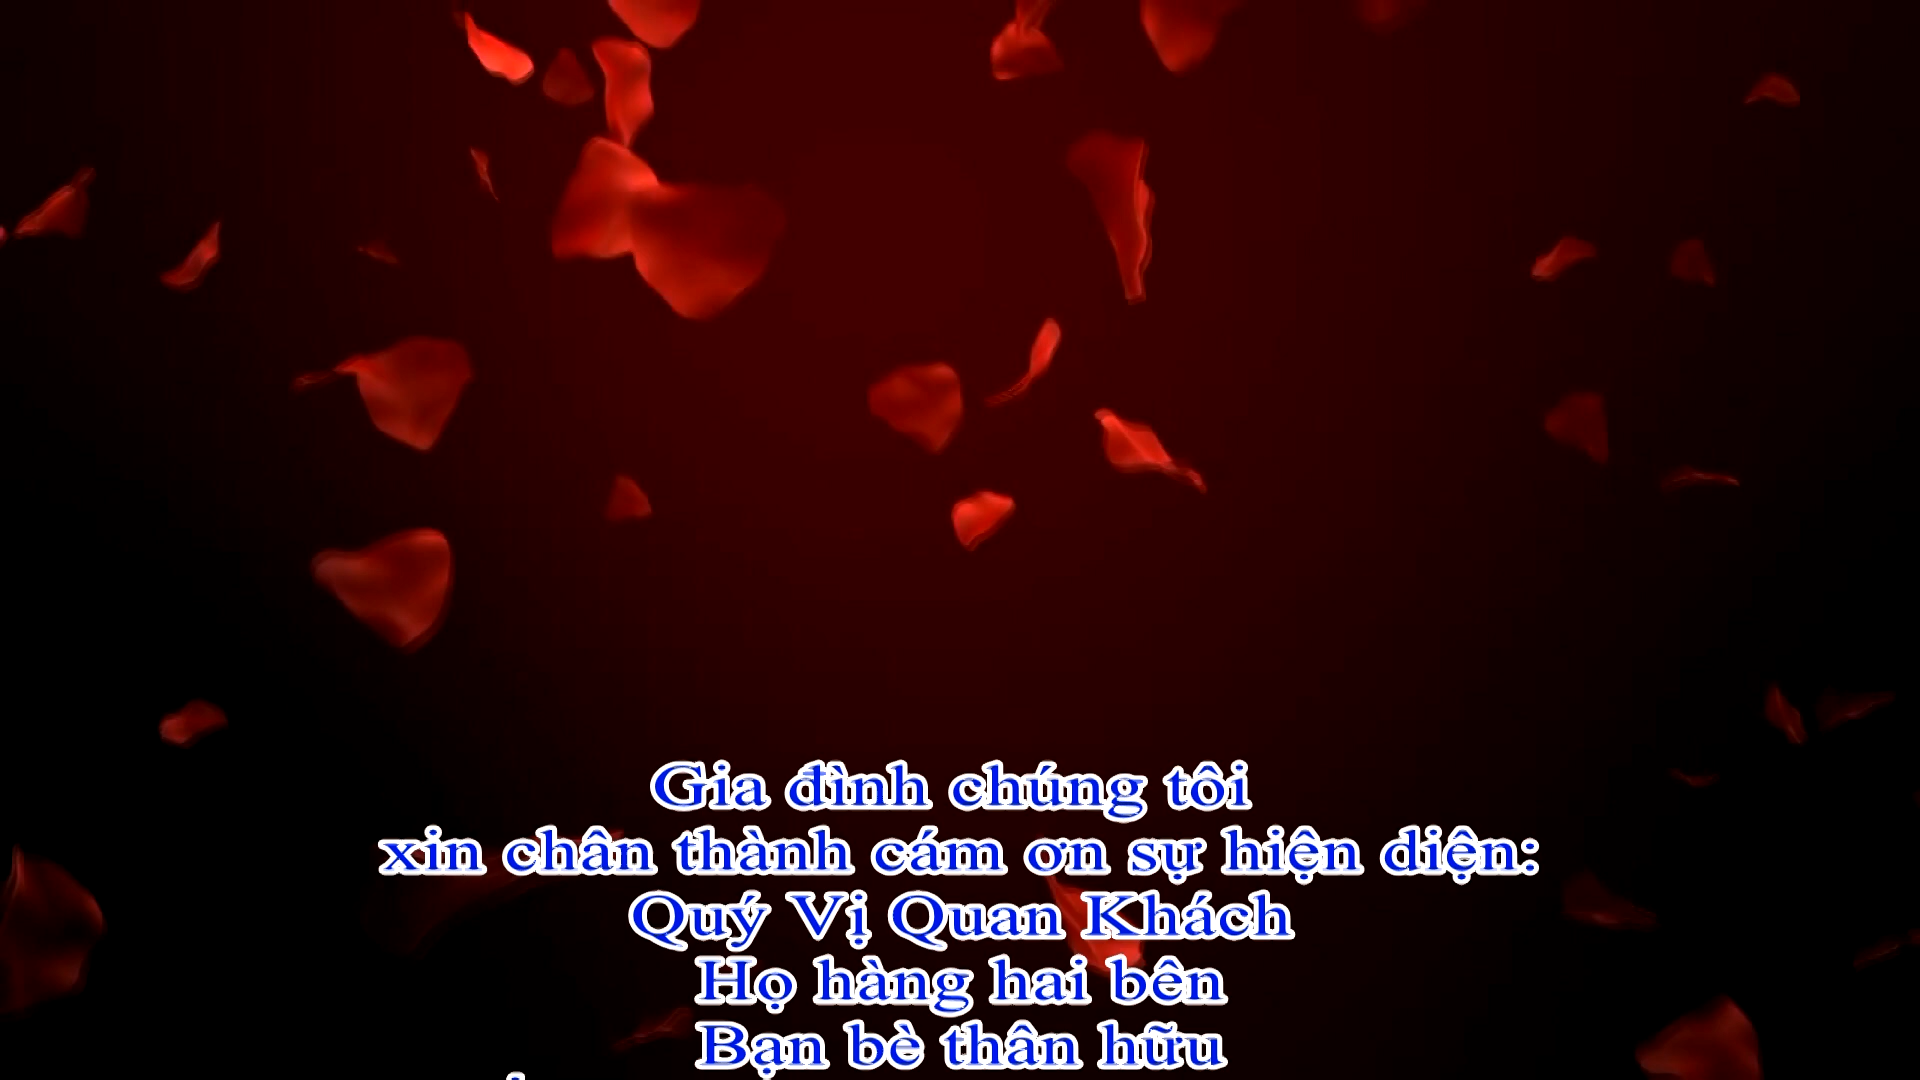 Gia đình chúng tôi
xin chân thành cám ơn sự hiện diện:
Quý Vị Quan Khách
Họ hàng hai bên
Bạn bè thân hữu